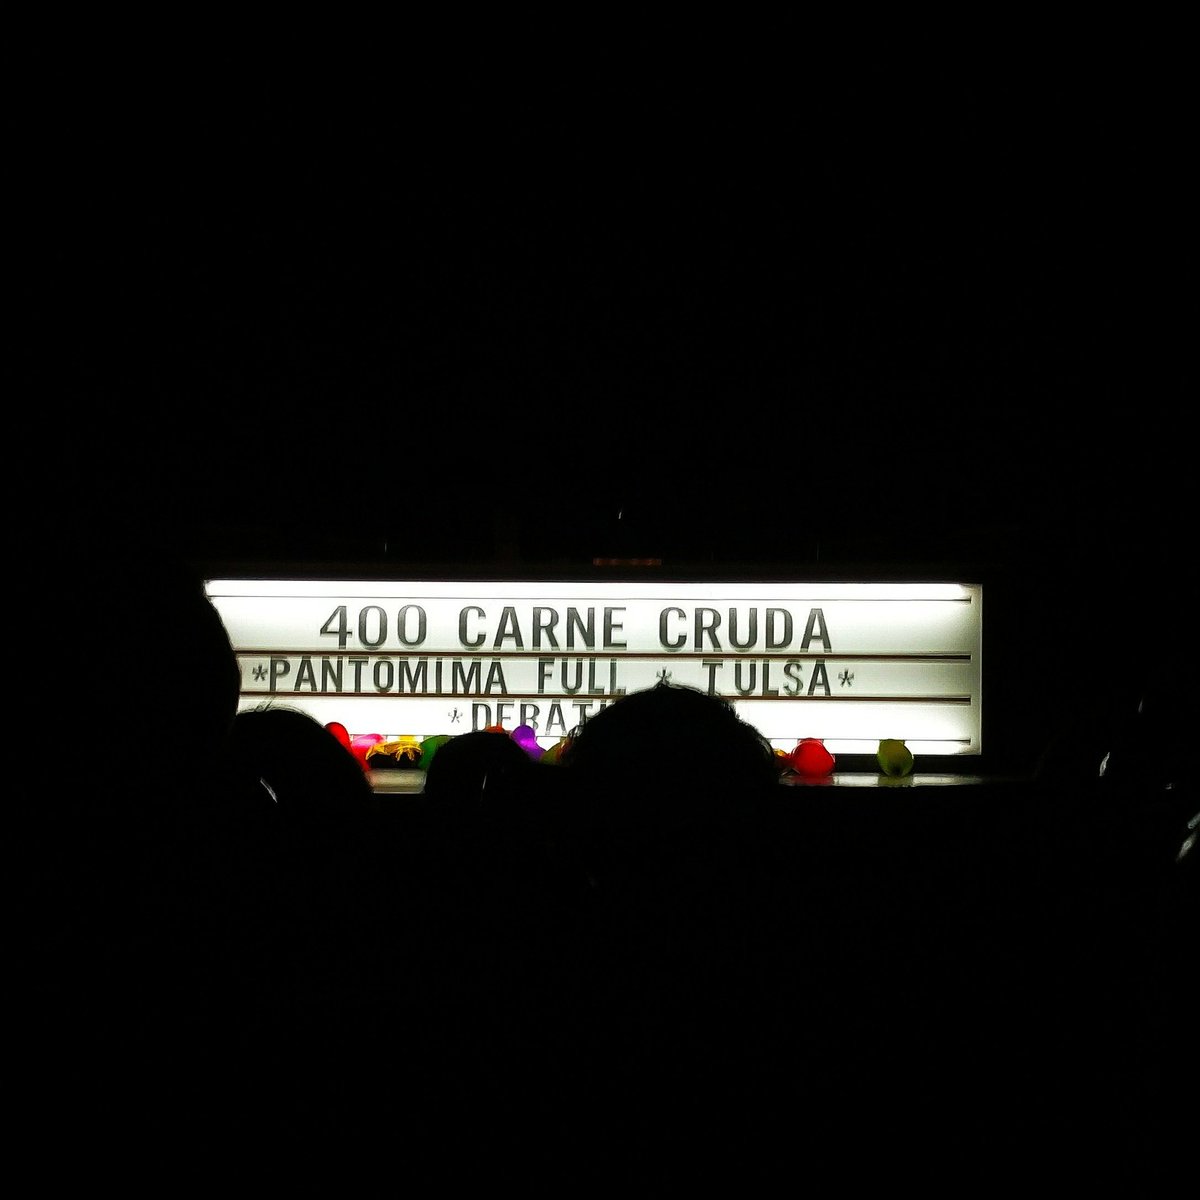 400 CARNE CRUDA
*PANTOMIMA FULL * TULSA*